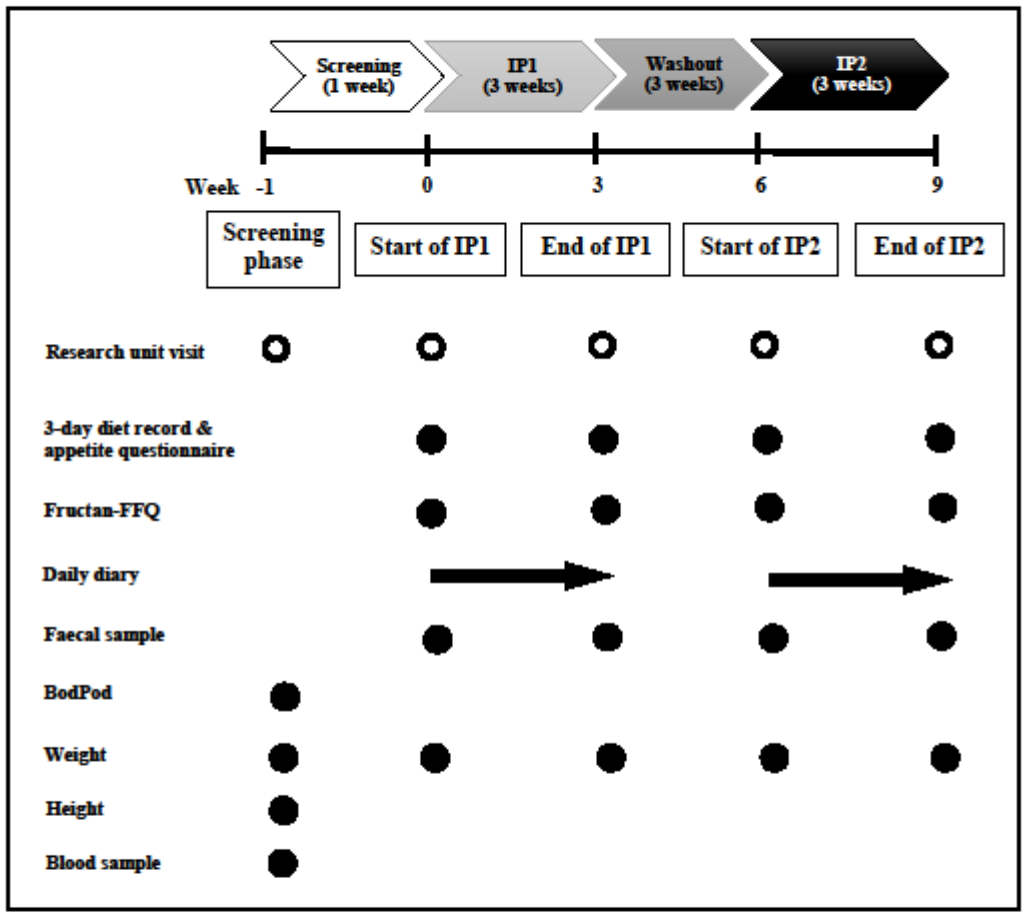 Screening
(1 week)
IP1
(3 weeks)
Washout
(3 weeks)
IP2
(3 weeks)
Week -1 0 3 6 9
Screening
phase
Start of IP1
End of IP1
Start of IP2
End of IP2
Research unit visit
3-day diet record &
appetite questionnaire
Fructan-FFQ
Daily diary
Faecal sample
BodPod
Weight
Height
Blood sample